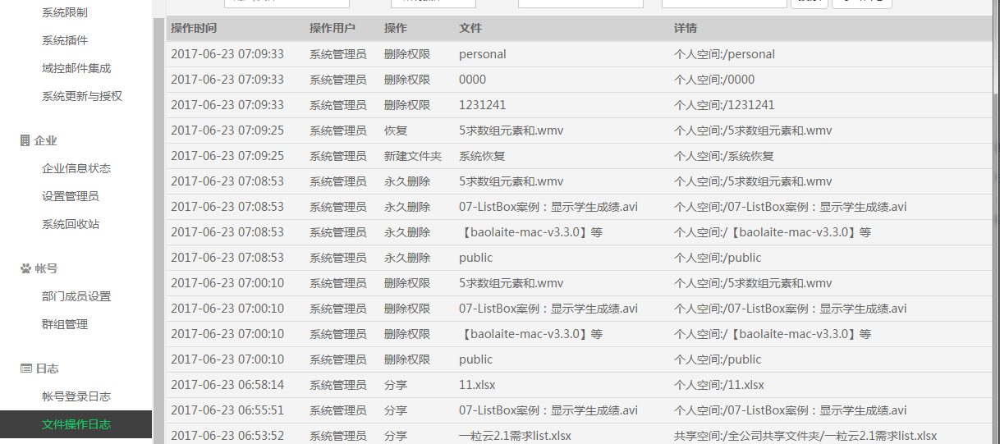 系统限制
系统插件
域控邮件集成
系统更新与授权
企业
企业信息状态
设置管理员
系统回收站
帐号
部门成员设置
群组管理
日志
帐号登录日志
文件操作日志
操作时间 操作用户 操作 文件 详情
2017-06-23 07:09:33 系统管理员 删除权限 personal 个人空间:/personal
2017-06-23 07:09:33 系统管理员 删除权限 0000 个人空间:/0000
2017-06-23 07:09:33 系统管理员 删除权限 1231241 个人空间:/1231241
2017-06-23 07:09:25 系统管理员 恢复 5求数组元素和.wmv 个人空间:/5求数组元素和.wmv
2017-06-23 07:09:25 系统管理员 新建文件夹 系统恢复 个人空间:/系统恢复
2017-06-23 07:08:53 系统管理员 永久删除 5求数组元素和.wmv 个人空间:/5求数组元素和.wmv
2017-06-23 07:08:53 系统管理员 永久删除 07-ListBox案例：显示学生成绩.avi 个人空间:/07-ListBox案例：显示学生成绩.avi
2017-06-23 07:08:53 系统管理员 永久删除 【baolaite-mac-v3.3.0】等 个人空间:/【baolaite-mac-v3.3.0】等
2017-06-23 07:08:53 系统管理员 永久删除 public 个人空间:/public
2017-06-23 07:00:10 系统管理员 删除权限 5求数组元素和.wmv 个人空间:/5求数组元素和.wmv
2017-06-23 07:00:10 系统管理员 删除权限 07-ListBox案例：显示学生成绩.avi 个人空间:/07-ListBox案例：显示学生成绩.avi
2017-06-23 07:00:10 系统管理员 删除权限 【baolaite-mac-v3.3.0】等 个人空间:/【baolaite-mac-v3.3.0】等
2017-06-23 07:00:10 系统管理员 删除权限 public 个人空间:/public
2017-06-23 06:58:14 系统管理员 分享 11.xlsx 个人空间:/11.xlsx
2017-06-23 06:55:51 系统管理员 分享 07-ListBox案例：显示学生成绩.avi 个人空间:/07-ListBox案例：显示学生成绩.avi
2017-06-23 06:53:52 系统管理员 分享 一粒云2.1需求list.xlsx 共享空间:/全公司共享文件夹/一粒云2.1需求list.xlsx